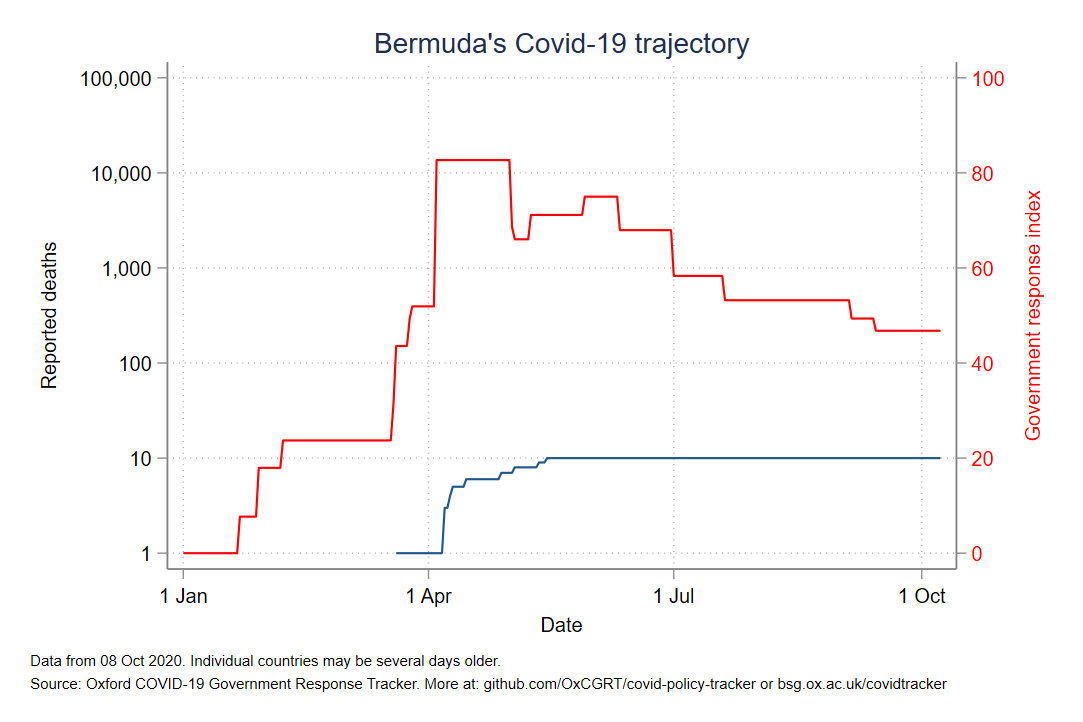 Bermuda's Covid-19 trajectory
100,000
10,000
1,000
100
10
1
Reported deaths
100
80
60
40
20
0
Government response index
1 Jan
1 Apr
1 Jul
1 Oct
Date
Data from 08 Oct 2020. Individual countries may be several days older.
Source: Oxford COVID-19 Government Response Tracker. More at: github.com/OxCGRT/covid-policy-tracker or bsg.ox.ac.uk/covidtracker